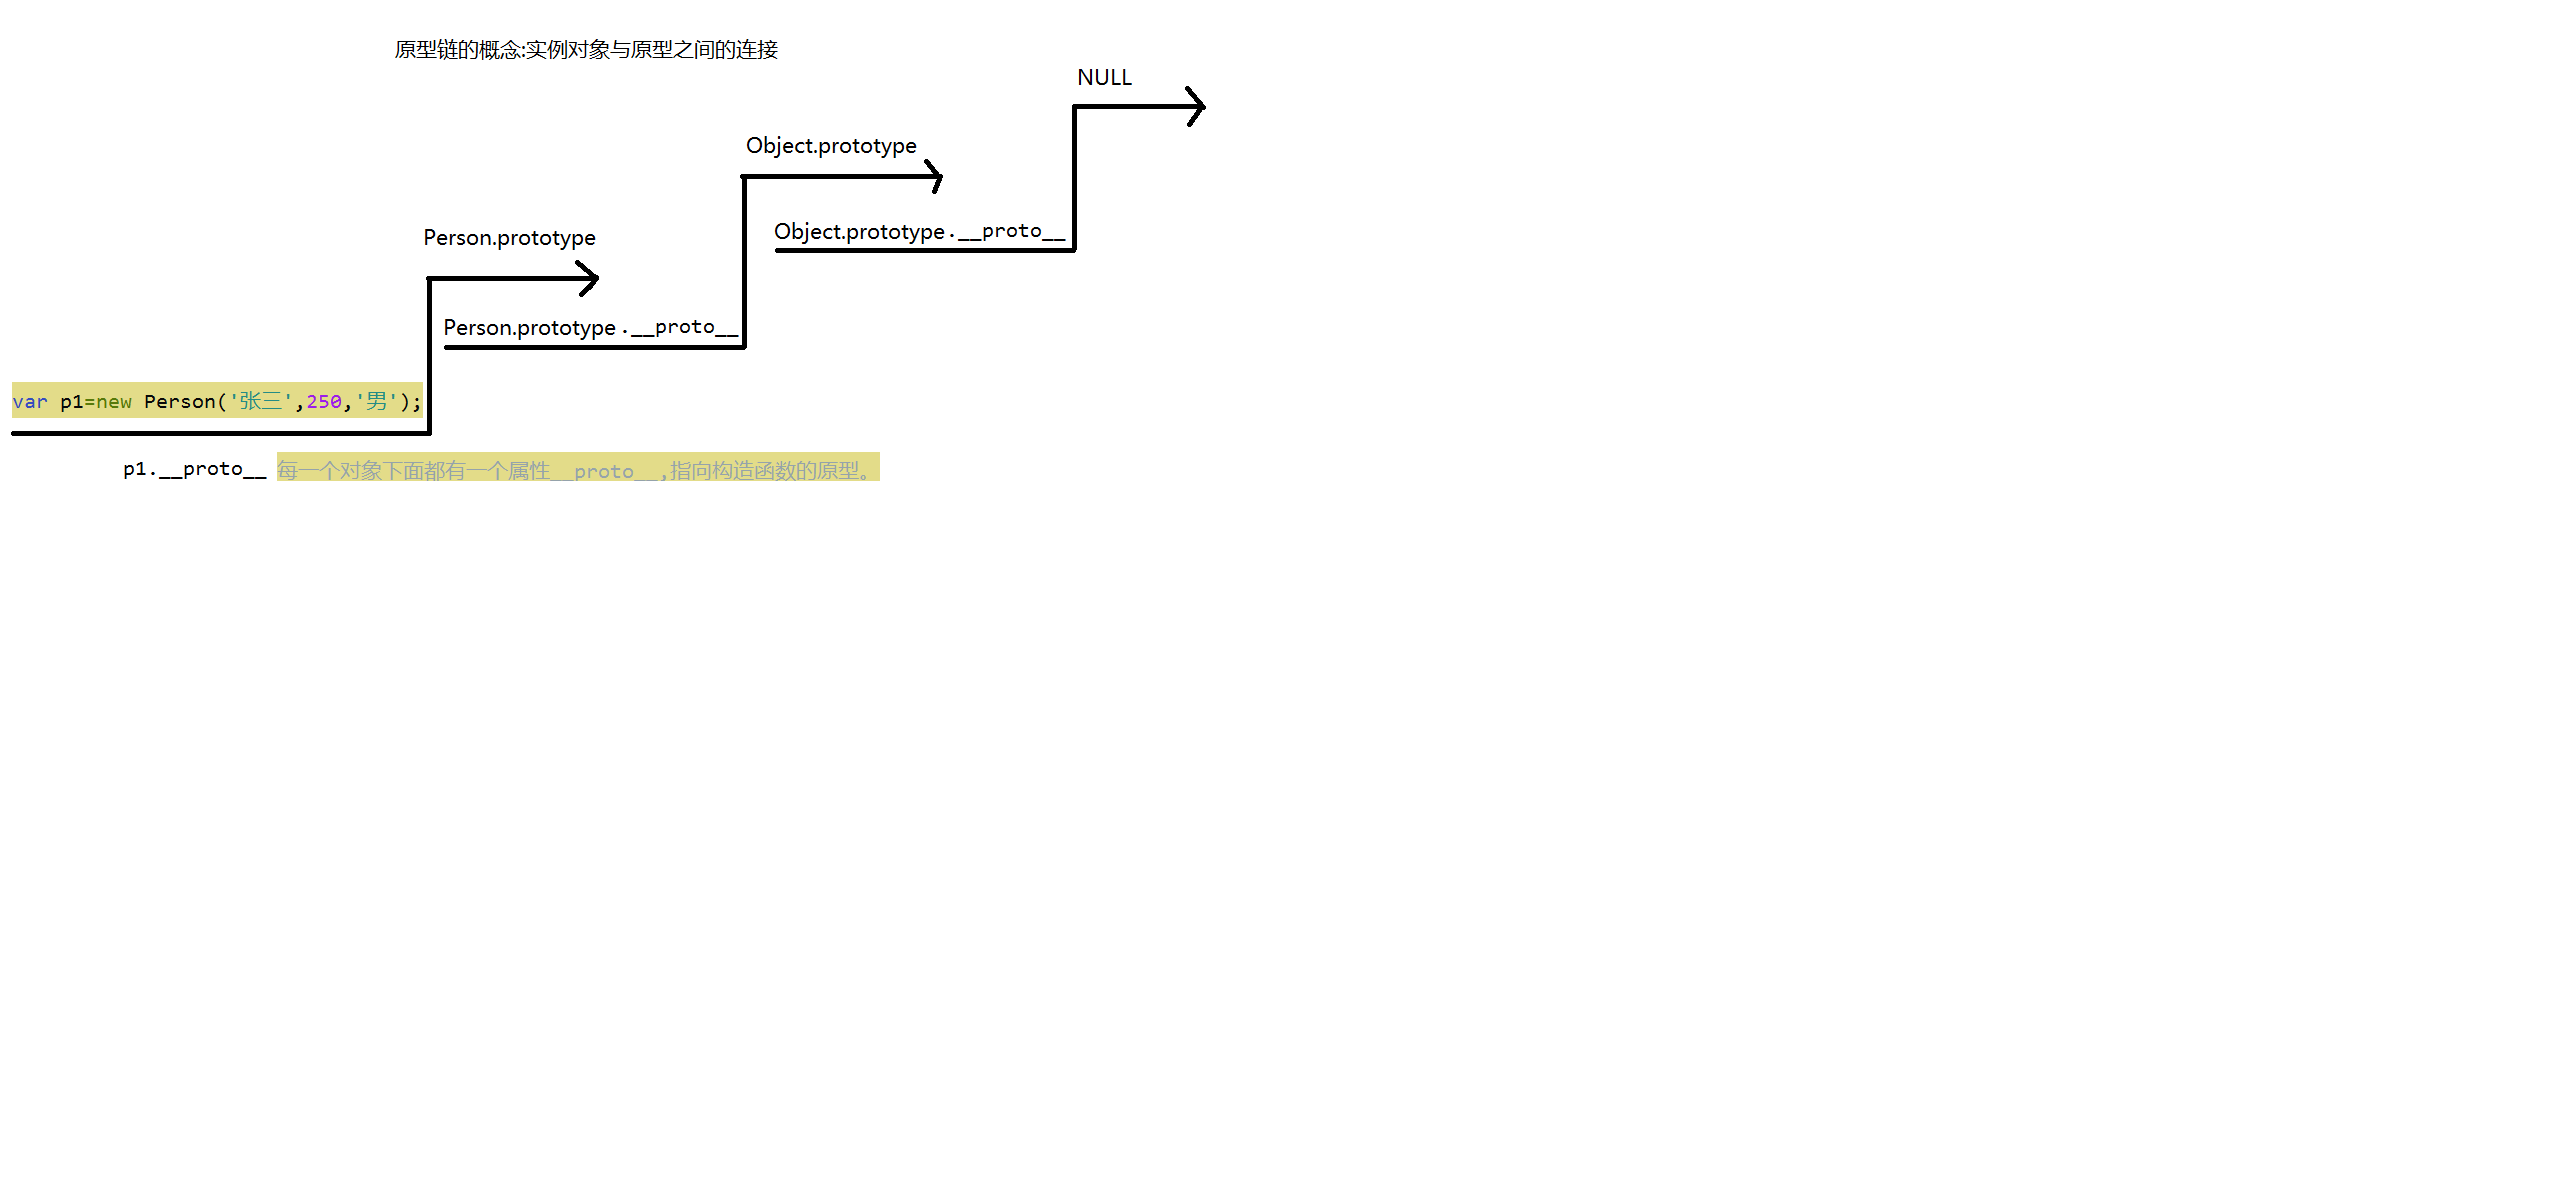 原型链的概念:实例对象与原型之间的连接
NULL
Object.prototype
Object.prototype.__proto__
Person.prototype
Person.prototype.__proto__
var p1=new Person('张三',250,'男');
p1.__proto__ 每一个对象下面都有一个属性__proto__,指向构造函数的原型。